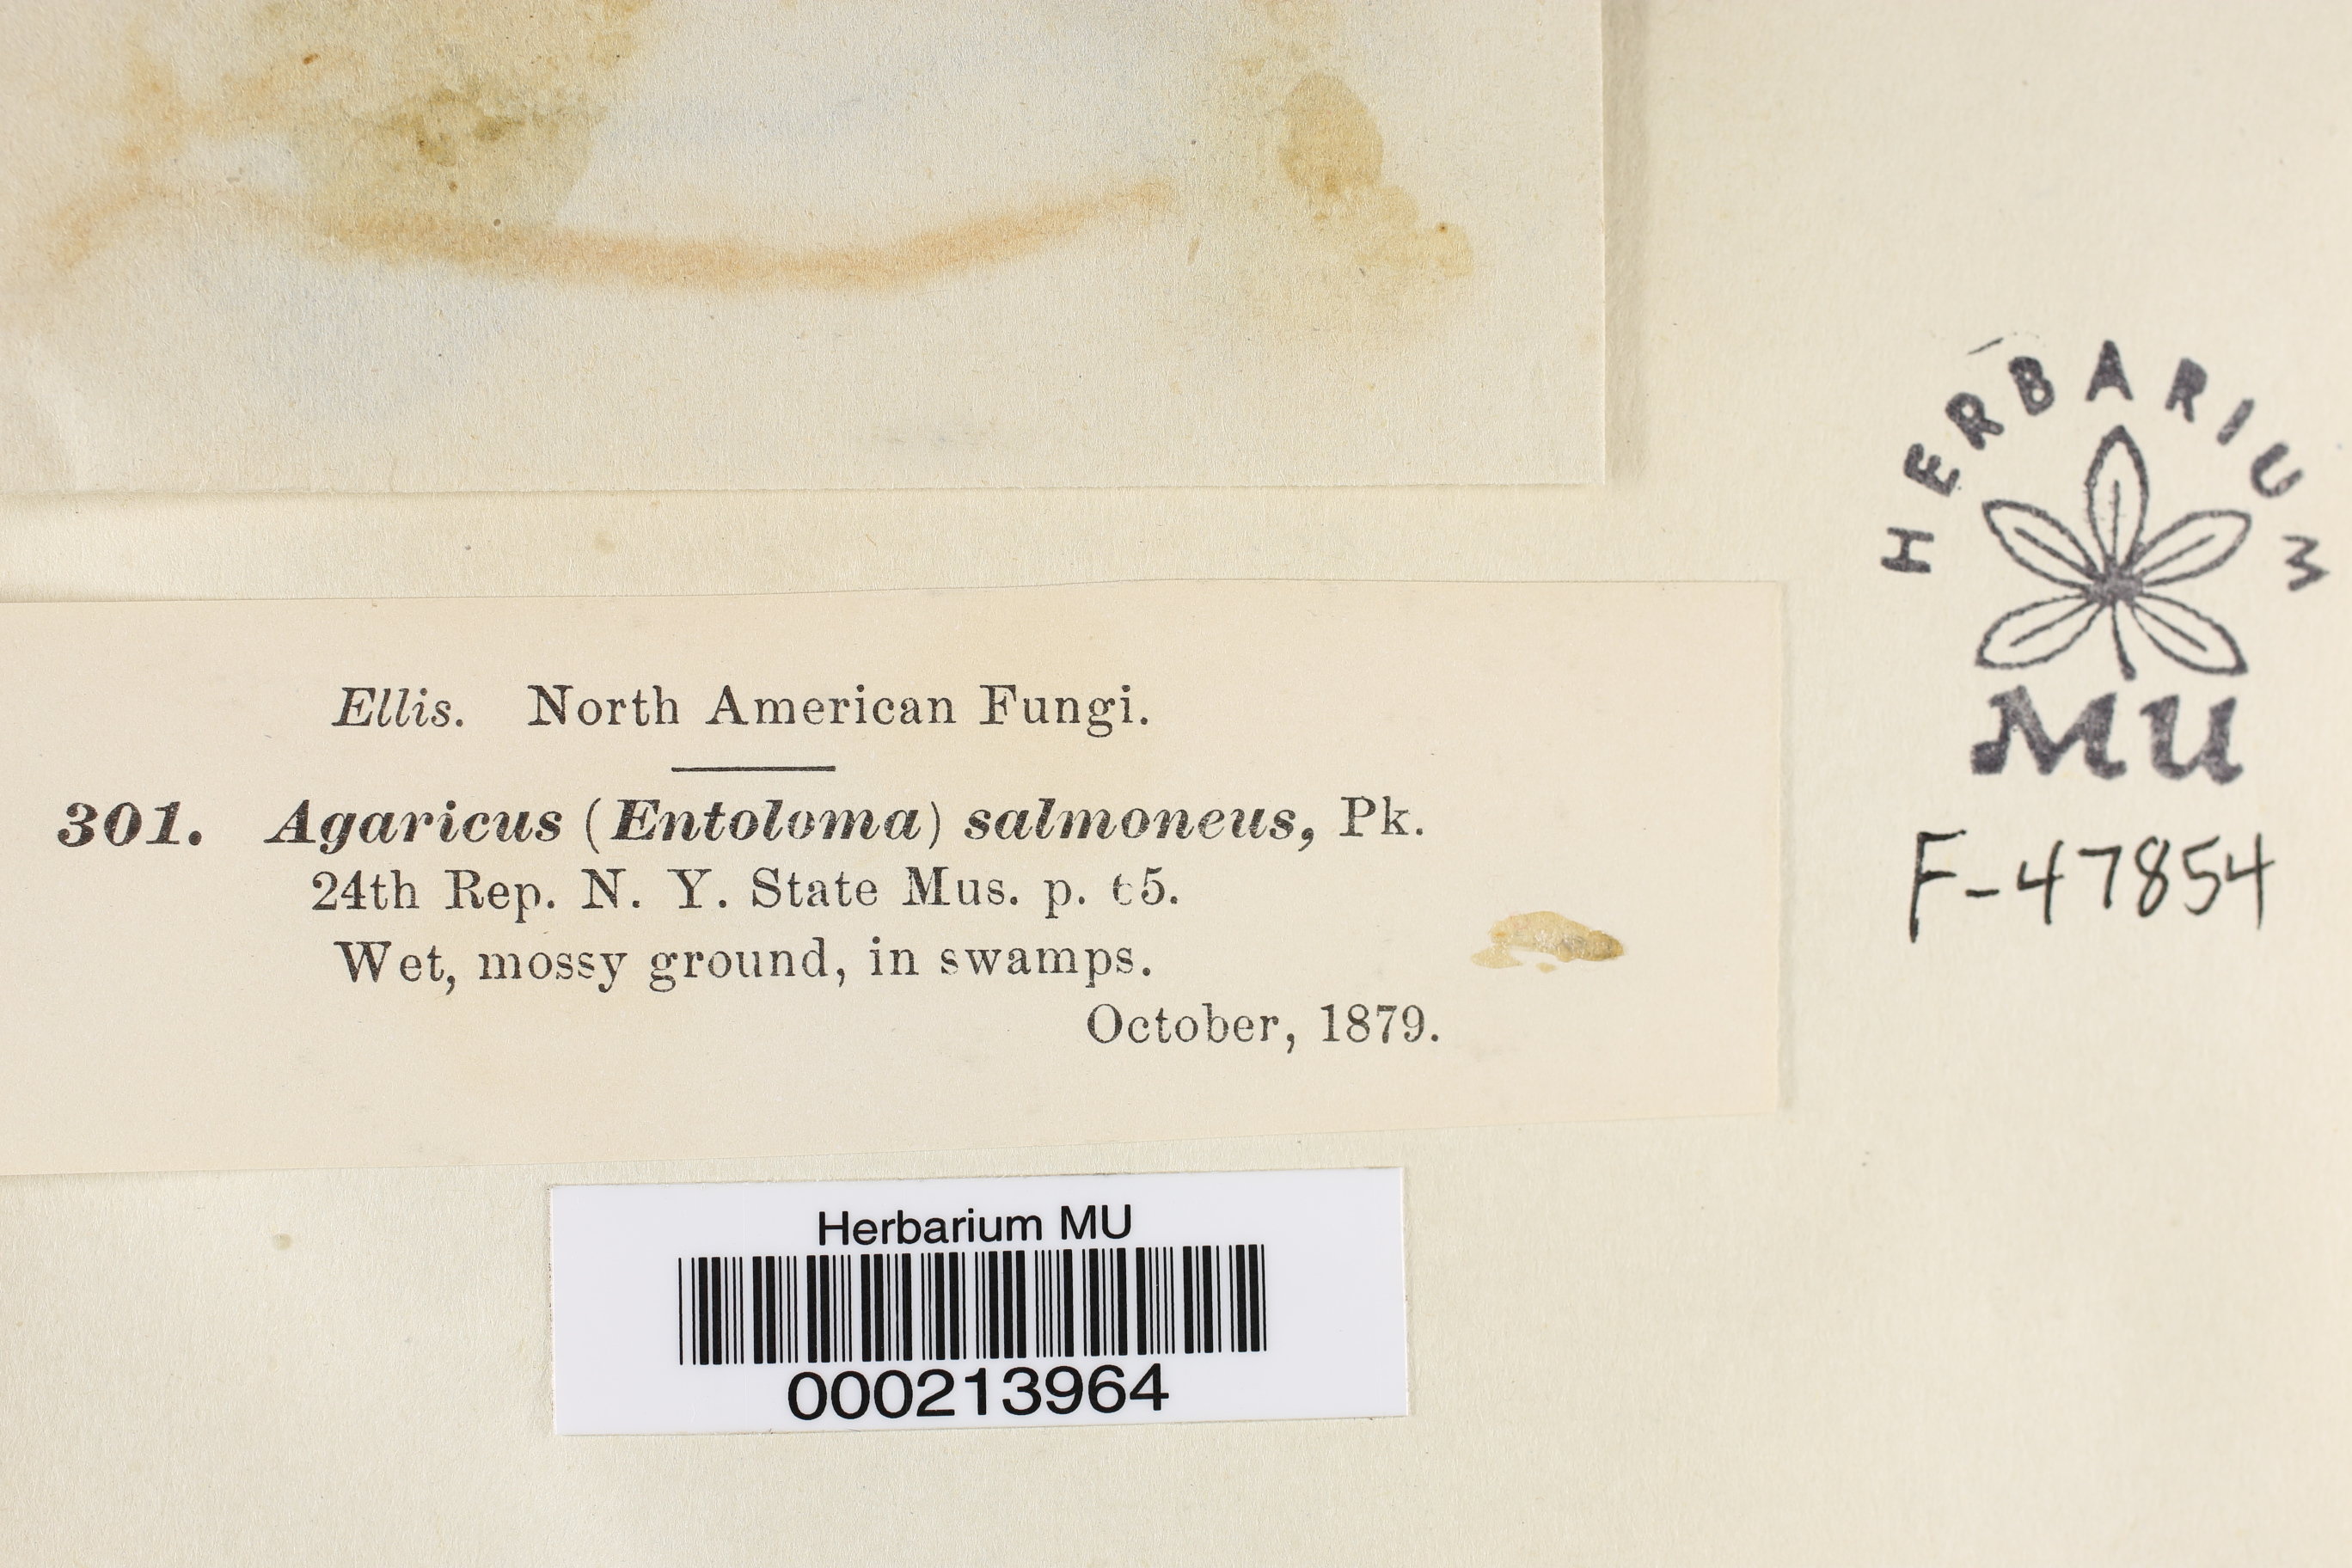 Ellis. North American Fungi.
301. Agaricus (Entoloma) salmoneus, Pk.
24th Rep. N. Y. State Mus. p. 65.
Wet, mossy ground, in swamps.
October, 1879.
HERBARIUM
MU
F-47854
Herbarium MU
000213964